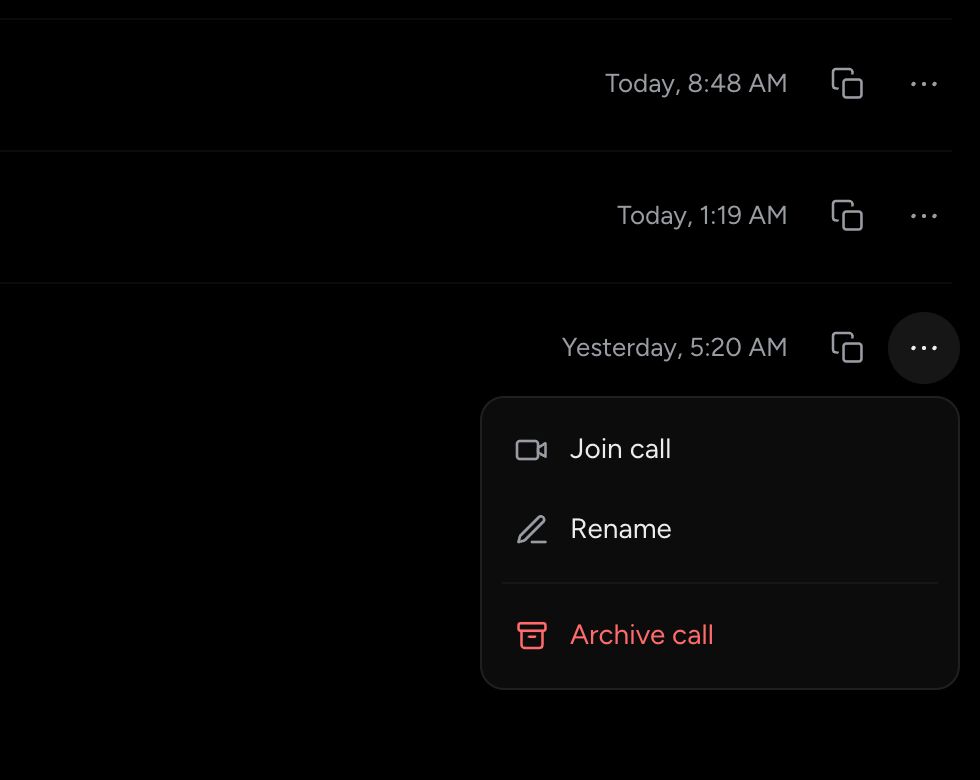 Today, 8:48 AM
Today, 1:19 AM
Yesterday, 5:20 AM
Join call
Rename
Archive call